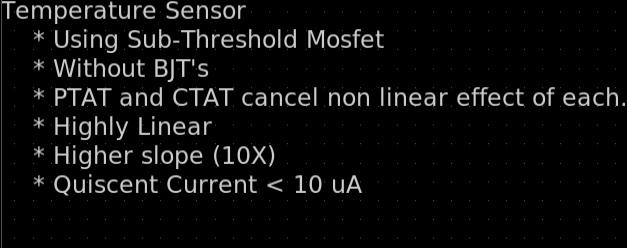 Temperature Sensor
* Using Sub-Threshold Mosfet
* Without BJT's
* PTAT and CTAT cancel non linear effect of each.
* Highly Linear
* Higher slope (10X)
* Quiscent Current < 10 uA